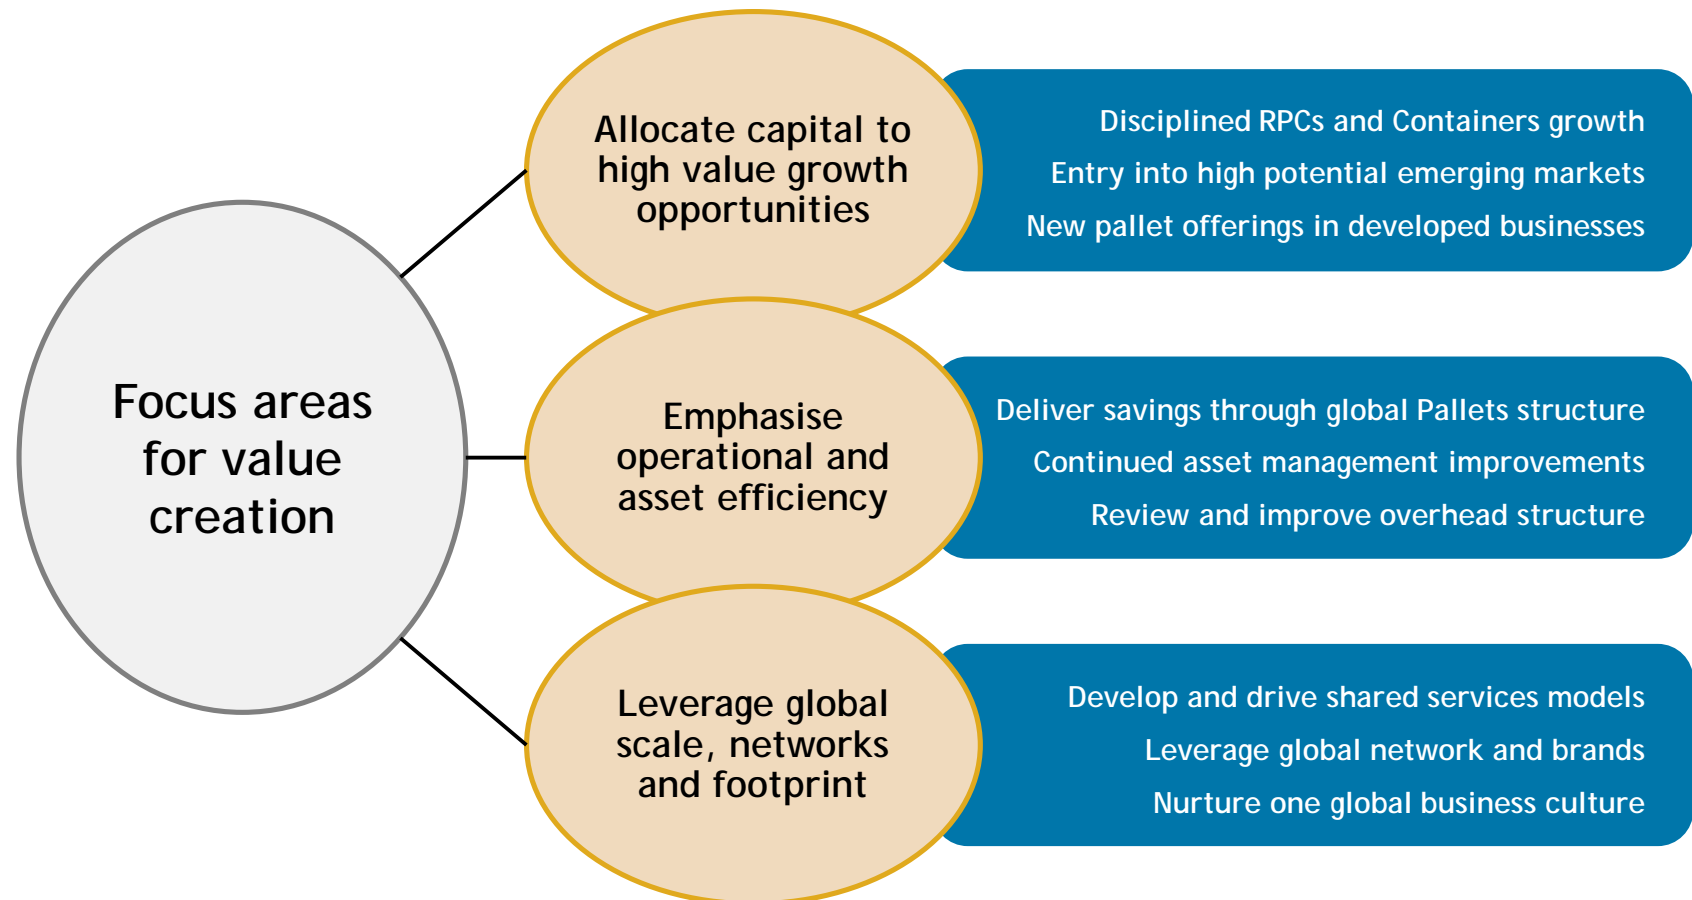 Focus areas
for value
creation
Allocate capital to
high value growth
opportunities
Disciplined RPCs and Containers growth
Entry into high potential emerging markets
New pallet offerings in developed businesses
Emphasise
operational and
asset efficiency
Deliver savings through global Pallets structure
Continued asset management improvements
Review and improve overhead structure
Leverage global
scale, networks
and footprint
Develop and drive shared services models
Leverage global network and brands
Nurture one global business culture